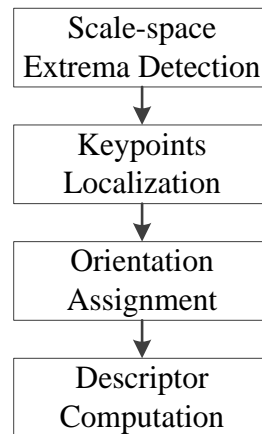 Scale-space
Extrema Detection
Keypoints
Localization
Orientation
Assignment
Descriptor
Computation